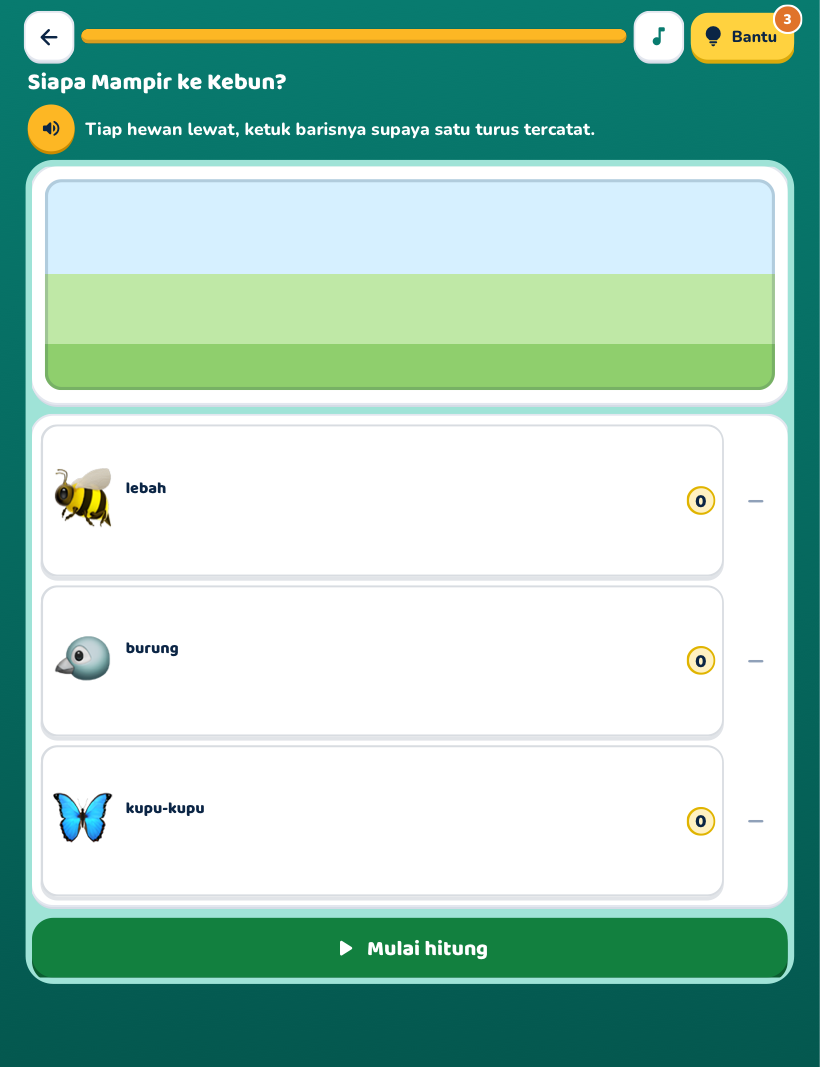 3
Bantu
Siapa Mampir ke Kebun?
Tiap hewan lewat, ketuk barisnya supaya satu turus tercatat.
lebah
0
burung
0
kupu-kupu
0
Mulai hitung